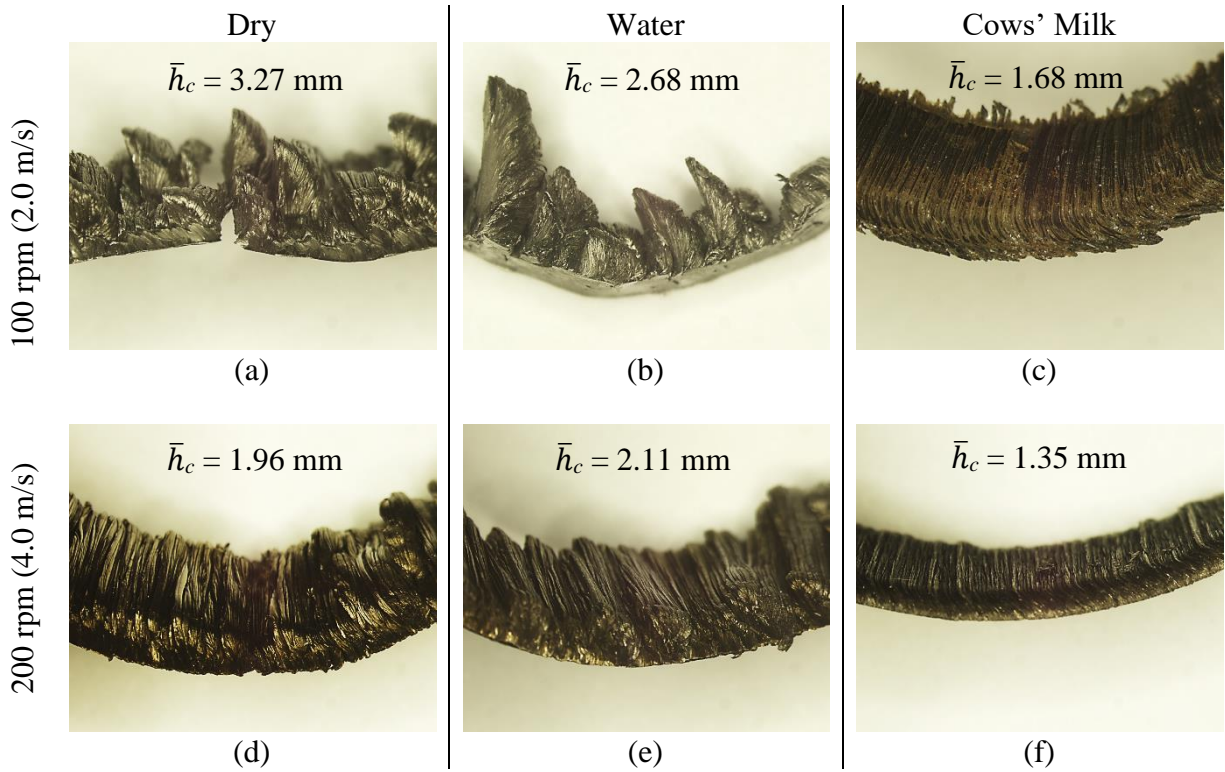 Dry
Water
Cows’ Milk
100 rpm (2.0 m/s)
h̄c = 3.27 mm
h̄c = 2.68 mm
h̄c = 1.68 mm
(a)
(b)
(c)
200 rpm (4.0 m/s)
h̄c = 1.96 mm
h̄c = 2.11 mm
h̄c = 1.35 mm
(d)
(e)
(f)